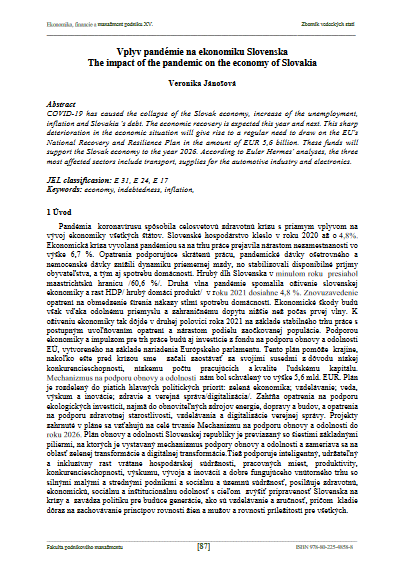 Ekonomika, financie a manažment podniku XV.
Zborník vedeckých statí
Vplyv pandémie na ekonomiku Slovenska
The impact of the pandemic on the economy of Slovakia
Veronika Jánošová
Abstract
COVID-19 has caused the collapse of the Slovak economy, increase of the unemployment,
inflation and Slovakia´s debt. The economic recovery is expected this year and next. This sharp
deterioration in the economic situation will give rise to a regular need to draw on the EU's
National Recovery and Resilience Plan in the amount of EUR 5,6 billion. These funds will
support the Slovak economy to the year 2026. According to Euler Hermes' analyses, the three
most affected sectors include transport, supplies for the automotive industry and electronics.
JEL classification: E 31, E 24, E 17
Keywords: economy, indebtedness, inflation,
1 Úvod
Pandémia koronavírusu spôsobila celosvetovú zdravotnú krízu s priamym vplyvom na
vývoj ekonomiky všetkých štátov. Slovenské hospodárstvo kleslo v roku 2020 až o 4,8%.
Ekonomická kríza vyvolaná pandémiou sa na trhu práce prejavila nárastom nezamestnanosti vo
výške 6,7 %. Opatrenia podporujúce skrátenú prácu, pandemické dávky ošetrovného a
nemocenské dávky znížili dynamiku priemernej mzdy, no stabilizovali disponibilné príjmy
obyvateľstva, a tým aj spotrebu domácností. Hrubý dlh Slovenska v minulom roku presiahol
maastrichtskú hranicu /60,6 %/. Druhá vlna pandémie spomalila oživenie slovenskej
ekonomiky a rast HDP/ hrubý domáci produkt/ v roku 2021 dosiahne 4,8 %. Znovuzavedenie
opatrení na obmedzenie šírenia nákazy stlmí spotrebu domácností. Ekonomické škody budú
však vďaka odolnému priemyslu a zahraničnému dopytu nižšie než počas prvej vlny. K
oživeniu ekonomiky tak dôjde v druhej polovici roka 2021 na základe stabilného trhu práce s
postupným uvoľňovaním opatrení a nárastom podielu zaočkovanej populácie. Podporou
ekonomiky a impulzom pre trh práce budú aj investície z fondu na podporu obnovy a odolnosti
EÚ, vytvoreného na základe nariadenia Európskeho parlamentu. Tento plán pomôže krajine,
nakoľko ešte pred krízou sme začali zaostávať za svojimi susedmi z dôvodu nízkej
konkurencieschopnosti, nízkemu počtu pracujúcich a kvalite ľudského kapitálu.
Mechanizmus na podporu obnovy a odolnosti nám bol schválený vo výške 5,6 mld. EUR. Plán
je rozdelený do piatich hlavných politických priorít: zelená ekonomika; vzdelávanie; veda,
výskum a inovácie; zdravie a verejná správa/digitalizácia/. Zahŕňa opatrenia na podporu
ekologických investícií, najmä do obnoviteľných zdrojov energie, dopravy a budov, a opatrenia
na podporu zdravotnej starostlivosti, vzdelávania a digitalizácie verejnej správy. Projekty
zahrnuté v pláne sa vzťahujú na celé trvanie Mechanizmu na podporu obnovy a odolnosti do
roku 2026. Plán obnovy a odolnosti Slovenskej republiky je previazaný so šiestimi základnými
piliermi, na ktorých je vystavaný mechanizmus podpory obnovy a odolnosti a zameriava sa na
oblasť zelenej transformácie a digitálnej transformácie.Tiež podporuje inteligentný, udržateľný
a inkluzívny rast vrátane hospodárskej súdržnosti, pracovných miest, produktivity,
konkurencieschopnosti, výskumu, vývoja a inovácií a dobre fungujúceho vnútorného trhu so
silnými malými a strednými podnikmi a sociálnu a územnú súdržnosť, posilňuje zdravotnú,
ekonomickú, sociálnu a inštitucionálnu odolnosť s cieľom zvýšiť pripravenosť Slovenska na
krízy a zavádza politiku pre budúce generácie, ako sú vzdelávanie a zručnosti, pričom kladie
dôraz na zachovávanie princípov rovnosti žien a mužov a rovnosti príležitostí pre všetkých.
Fakulta podnikového manažmentu
[87]
ISBN 978-80-225-4858-8